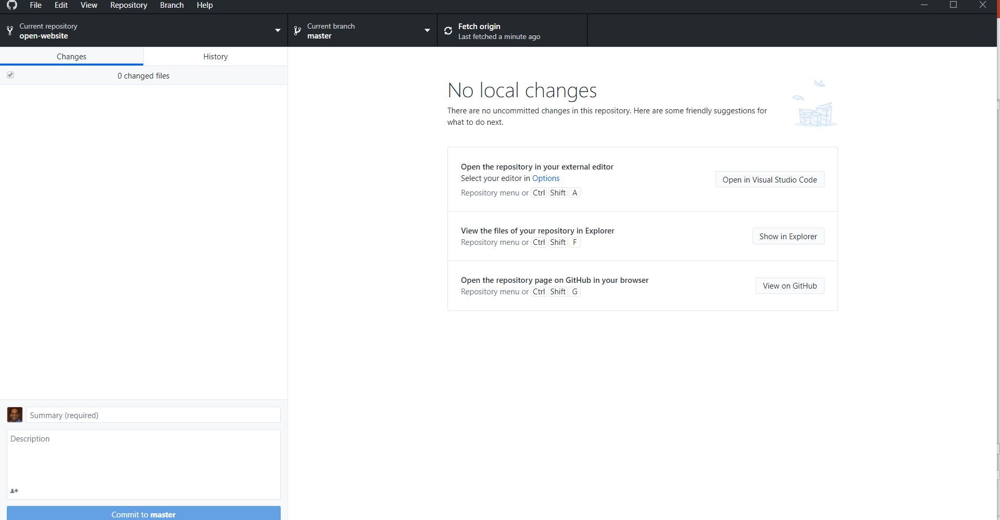 File Edit View Repository Branch Help
Current repository
open-website
Current branch
master
Fetch origin
Last fetched a minute ago
Changes
History
0 changed files
No local changes
There are no uncommitted changes in this repository. Here are some friendly suggestions for
what to do next.
Open the repository in your external editor
Select your editor in Options
Repository menu or Ctrl Shift A
Open in Visual Studio Code
View the files of your repository in Explorer
Repository menu or Ctrl Shift F
Show in Explorer
Open the repository page on GitHub in your browser
Repository menu or Ctrl Shift G
View on GitHub
Summary (required)
Description
Commit to master